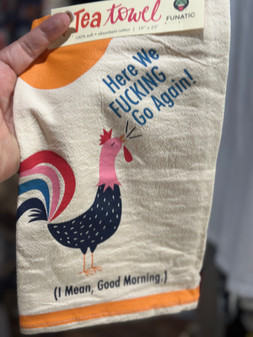 Tea towel
FUNATIC
Here We
FUCKING
Go Again!
(I Mean, Good Morning.)